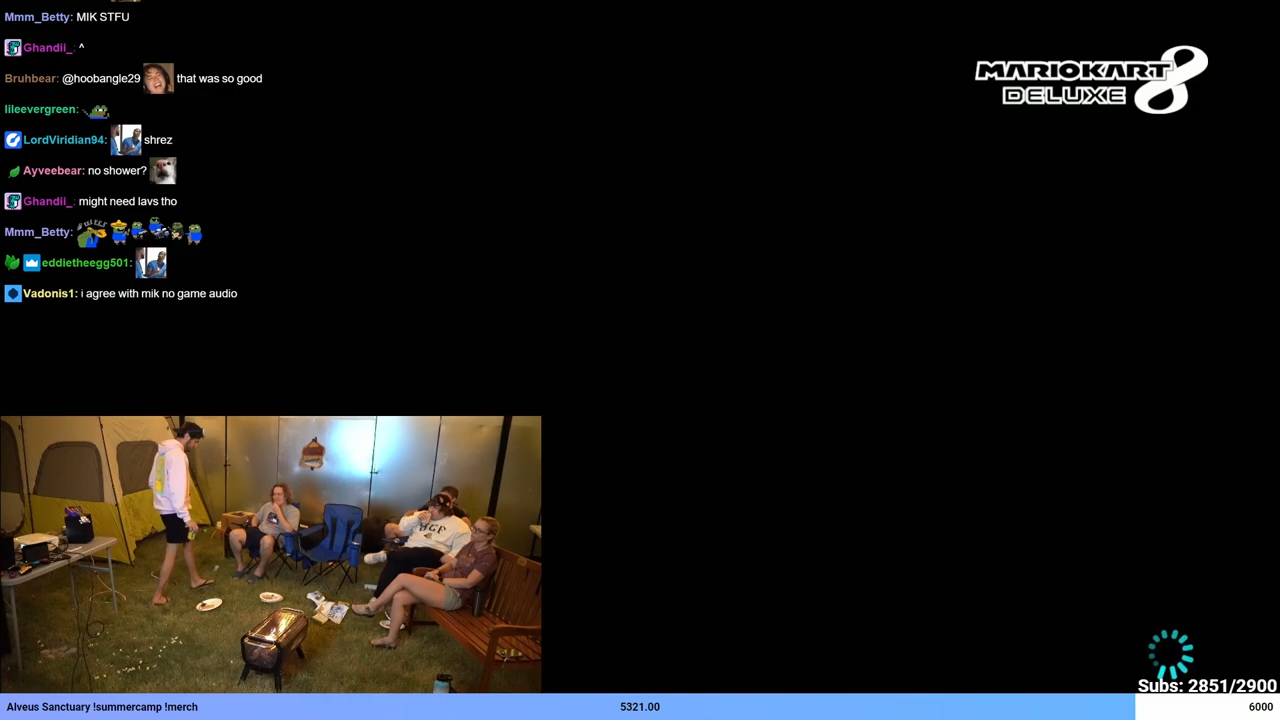 Mmm_Betty: MIK STFU
Ghandii_: ^
Bruhbear: @hoobangle29 that was so good
lileevergreen:
LordViridian94: shrez
Ayveebear: no shower?
Ghandii_: might need lavs tho
Mmm_Betty:
eddietheegg501:
Vadonis1: i agree with mik no game audio
MARIOKART 8
DELUXE
Subs: 2851/2900
Alveus Sanctuary !summercamp !merch 5321.00 6000